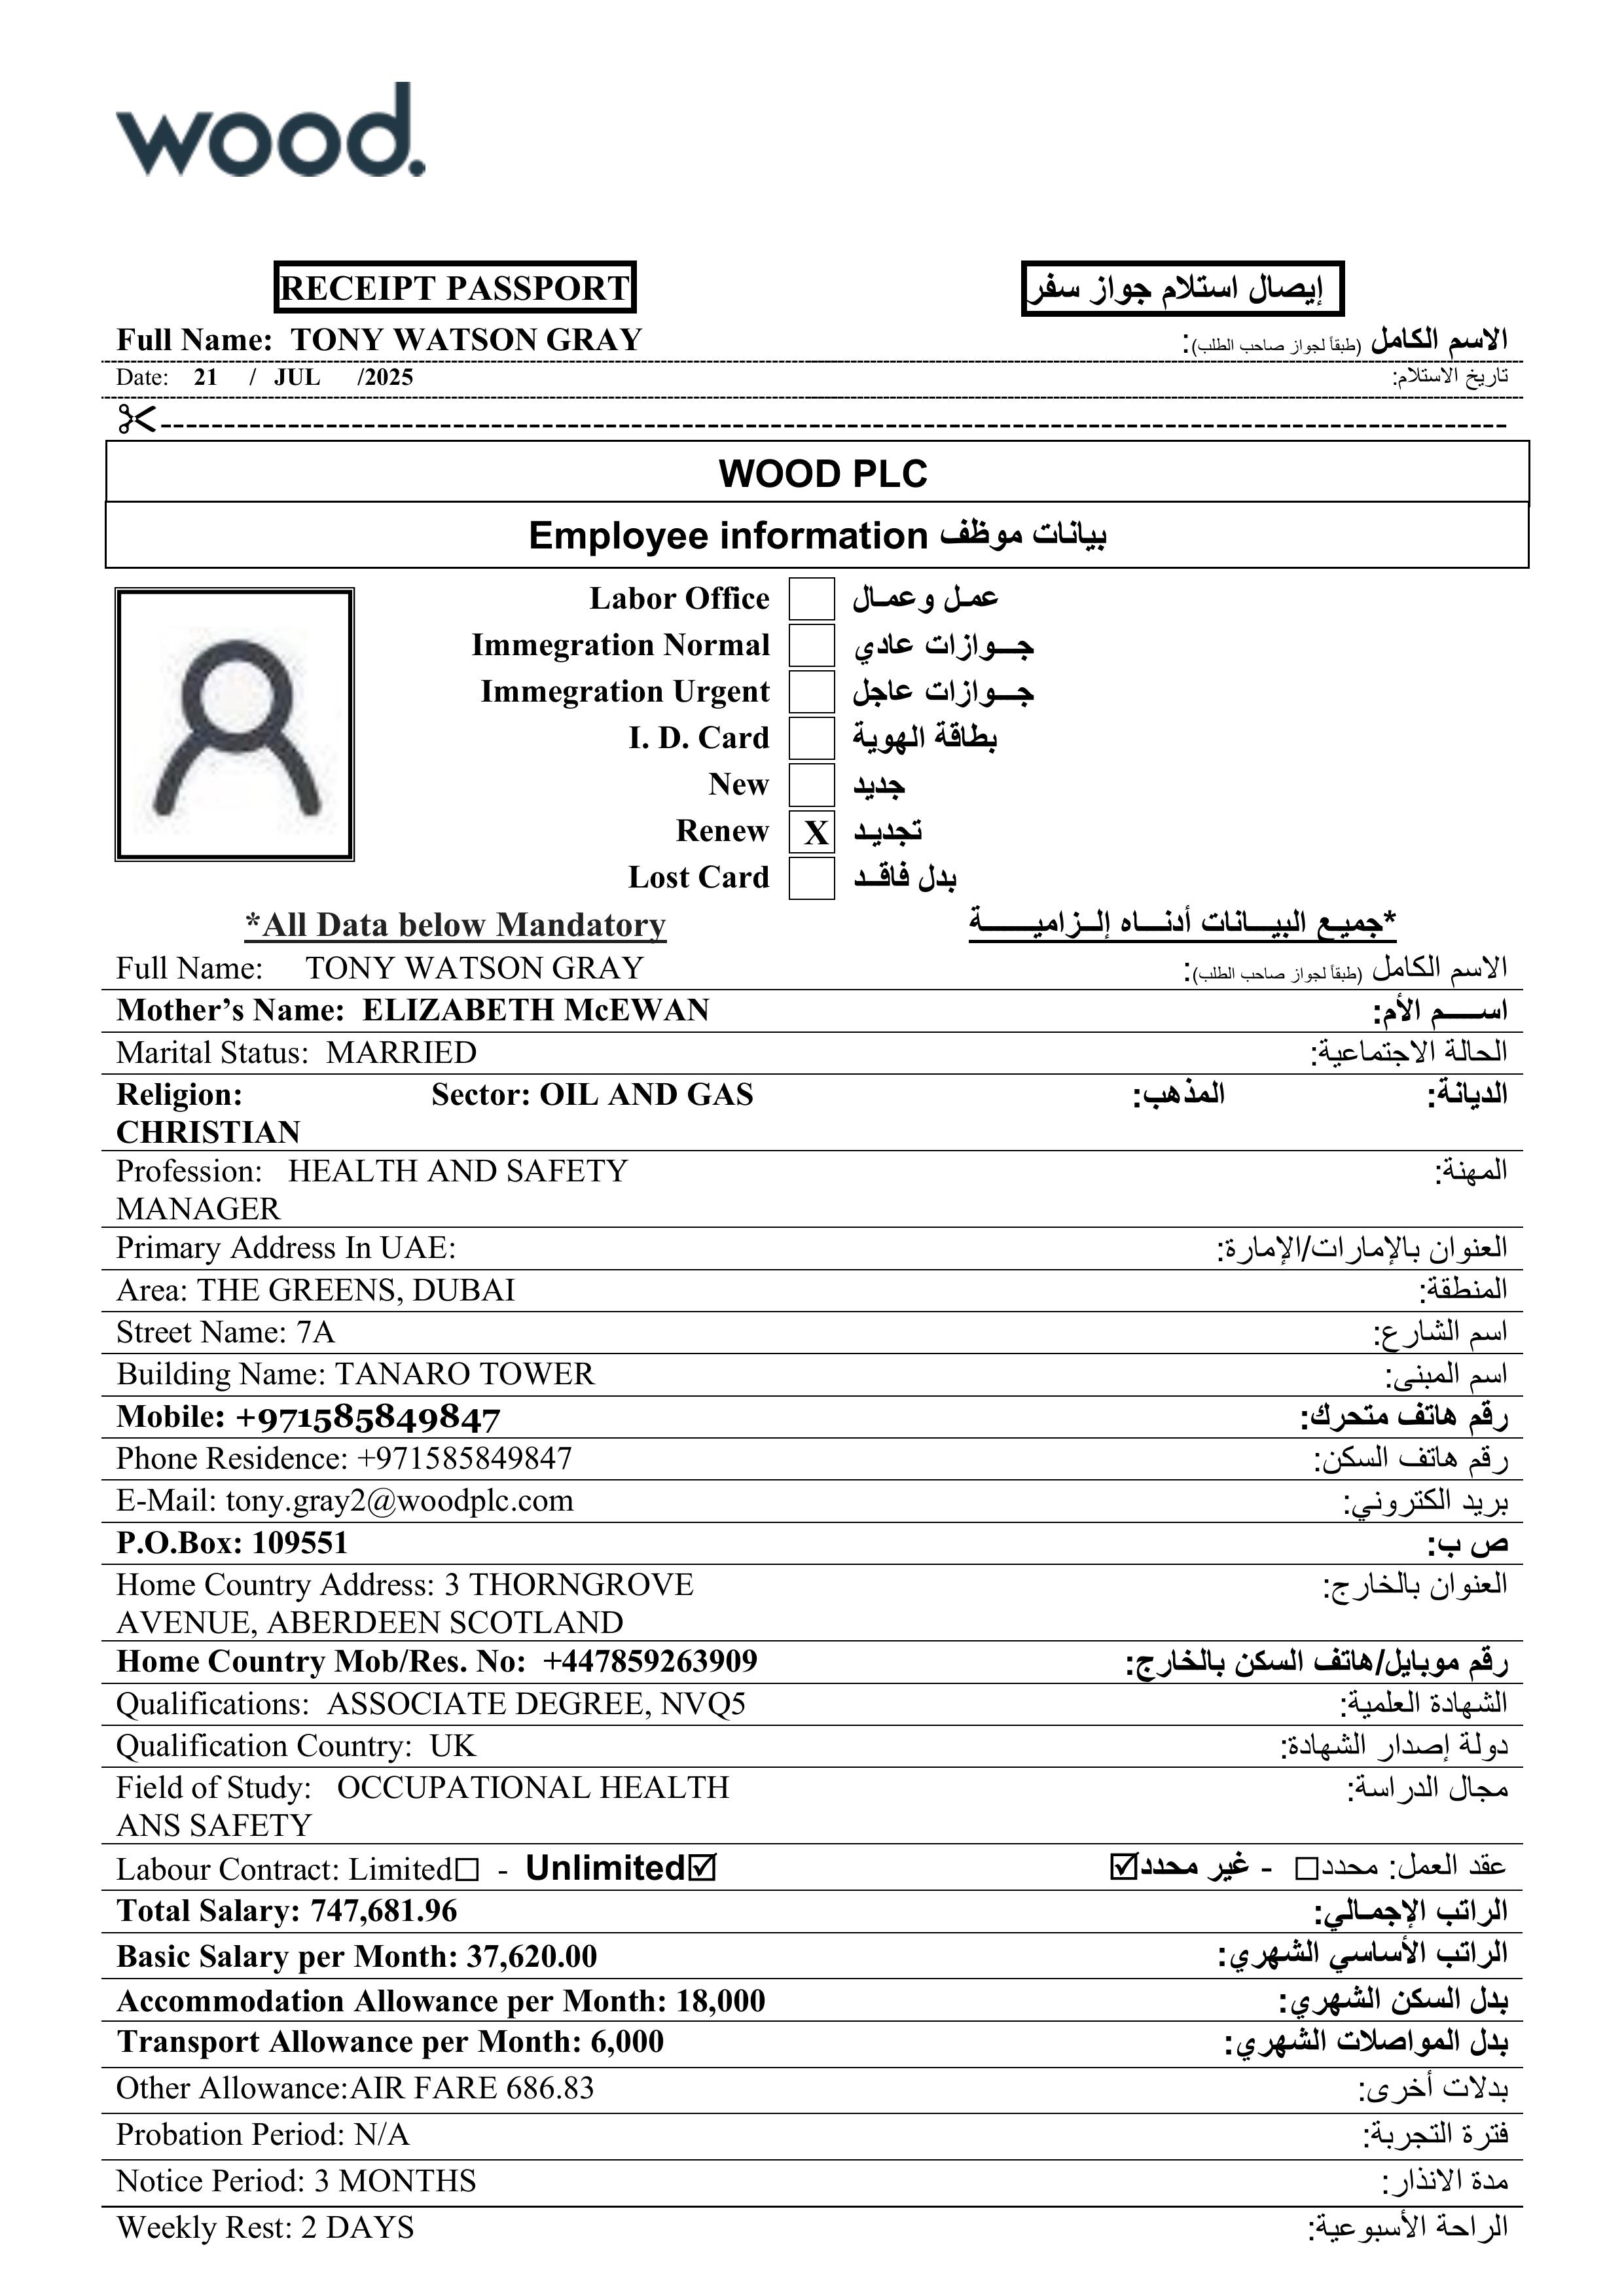 wood.
RECEIPT PASSPORT إيصال استلام جواز سفر
Full Name: TONY WATSON GRAY الاسم الكامل (طبقاً لجواز صاحب الطلب):
Date: 21 / JUL /2025 تاريخ الاستلام:
WOOD PLC
Employee information بيانات موظف
Labor Office عمـل وعمـال
Immegration Normal جـــوازات عادي
Immegration Urgent جـــوازات عاجل
I. D. Card بطاقة الهوية
New جديد
Renew X تجديـد
Lost Card بدل فاقــد
*All Data below Mandatory *جميـع البيـــانات أدنـــاه إلــزاميـــــــة
Full Name: TONY WATSON GRAY الاسم الكامل (طبقاً لجواز صاحب الطلب):
Mother’s Name: ELIZABETH McEWAN اســـــم الأم:
Marital Status: MARRIED الحالة الاجتماعية:
Religion: Sector: OIL AND GAS المذهب: الديانة:
CHRISTIAN
Profession: HEALTH AND SAFETY المهنة:
MANAGER
Primary Address In UAE: العنوان بالإمارات/الإمارة:
Area: THE GREENS, DUBAI المنطقة:
Street Name: 7A اسم الشارع:
Building Name: TANARO TOWER اسم المبنى:
Mobile: +971585849847 رقم هاتف متحرك:
Phone Residence: +971585849847 رقم هاتف السكن:
E-Mail: tony.gray2@woodplc.com بريد الكتروني:
P.O.Box: 109551 ص ب:
Home Country Address: 3 THORNGROVE العنوان بالخارج:
AVENUE, ABERDEEN SCOTLAND
Home Country Mob/Res. No: +447859263909 رقم موبايل/هاتف السكن بالخارج:
Qualifications: ASSOCIATE DEGREE, NVQ5 الشهادة العلمية:
Qualification Country: UK دولة إصدار الشهادة:
Field of Study: OCCUPATIONAL HEALTH مجال الدراسة:
ANS SAFETY
Labour Contract: Limited☐ - Unlimited☑ عقد العمل: محدد☐ - غير محدد☑
Total Salary: 747,681.96 الراتب الإجمـالي:
Basic Salary per Month: 37,620.00 الراتب الأساسي الشهري:
Accommodation Allowance per Month: 18,000 بدل السكن الشهري:
Transport Allowance per Month: 6,000 بدل المواصلات الشهري:
Other Allowance:AIR FARE 686.83 بدلات أخرى:
Probation Period: N/A فترة التجربة:
Notice Period: 3 MONTHS مدة الانذار:
Weekly Rest: 2 DAYS الراحة الأسبوعية: